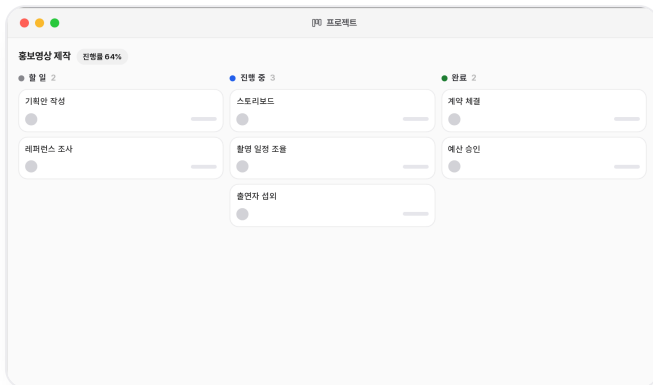 프로젝트
홍보영상 제작 진행률 64%
할 일 2
기획안 작성
레퍼런스 조사
진행 중 3
스토리보드
촬영 일정 조율
출연자 섭외
완료 2
계약 체결
예산 승인